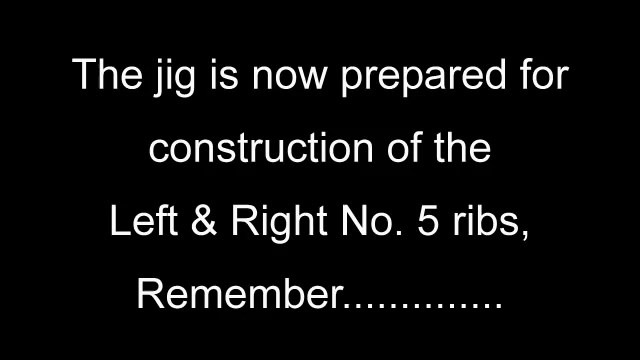 The jig is now prepared for
construction of the
Left & Right No. 5 ribs,
Remember..............